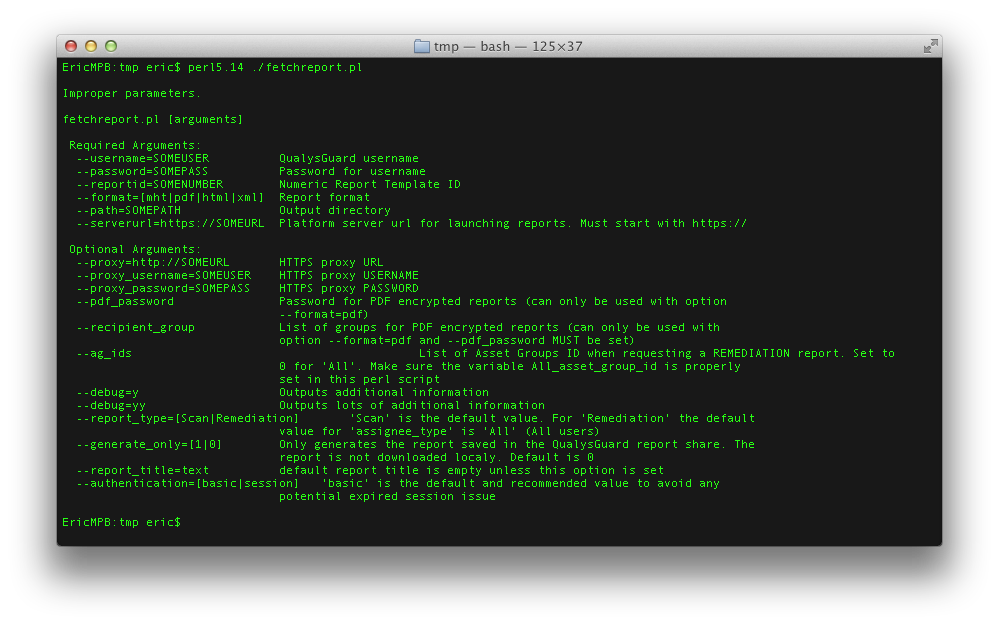 tmp — bash — 125×37
EricMPB:tmp eric$ perl5.14 ./fetchreport.pl
Improper parameters.
fetchreport.pl [arguments]
Required Arguments:
--username=SOMEUSER QualysGuard username
--password=SOMEPASS Password for username
--reportid=SOMENUMBER Numeric Report Template ID
--format=[mht|pdf|html|xml] Report format
--path=SOMEPATH Output directory
--serverurl=https://SOMEURL Platform server url for launching reports. Must start with https://
Optional Arguments:
--proxy=http://SOMEURL HTTPS proxy URL
--proxy_username=SOMEUSER HTTPS proxy USERNAME
--proxy_password=SOMEPASS HTTPS proxy PASSWORD
--pdf_password Password for PDF encrypted reports (can only be used with option
--format=pdf)
--recipient_group List of groups for PDF encrypted reports (can only be used with
option --format=pdf and --pdf_password MUST be set)
--ag_ids List of Asset Groups ID when requesting a REMEDIATION report. Set to
0 for 'All'. Make sure the variable All_asset_group_id is properly
set in this perl script
--debug=y Outputs additional information
--debug=yy Outputs lots of additional information
--report_type=[Scan|Remediation] 'Scan' is the default value. For 'Remediation' the default
value for 'assignee_type' is 'All' (All users)
--generate_only=[1|0] Only generates the report saved in the QualysGuard report share. The
report is not downloaded localy. Default is 0
--report_title=text default report title is empty unless this option is set
--authentication=[basic|session] 'basic' is the default and recommended value to avoid any
potential expired session issue
EricMPB:tmp eric$